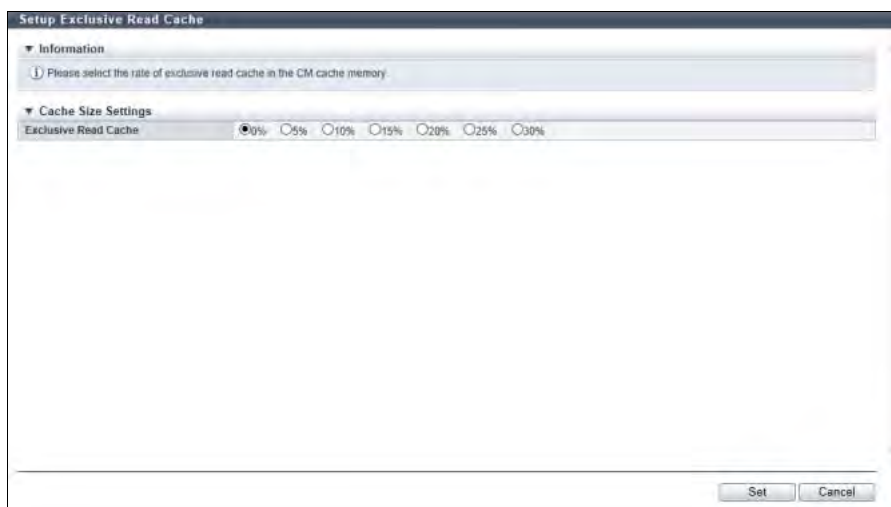 Setup Exclusive Read Cache
Information
Please select the rate of exclusive read cache in the CM cache memory.
Cache Size Settings
Exclusive Read Cache 0% 5% 10% 15% 20% 25% 30%
Set Cancel